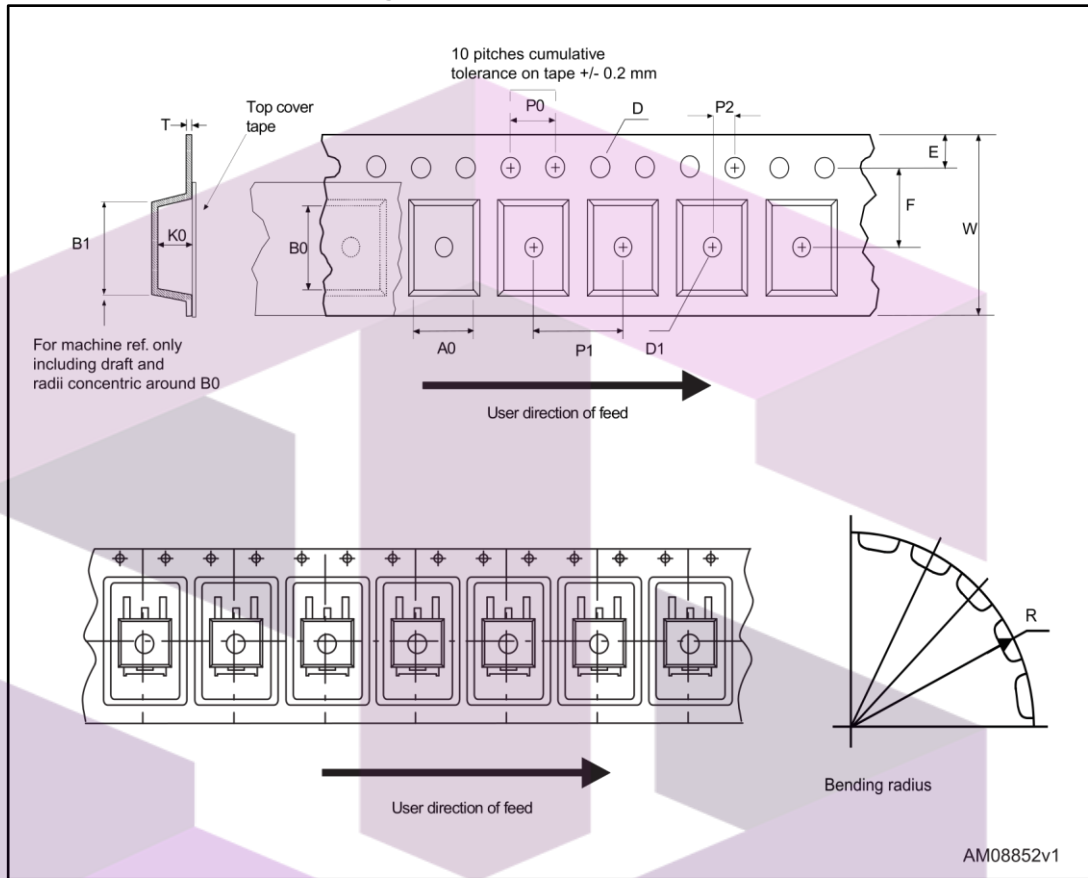 10 pitches cumulative
tolerance on tape +/- 0.2 mm
P0
D
P2
T
Top cover
tape
E
F
W
B1
K0
B0
For machine ref. only
including draft and
radii concentric around B0
A0
P1
D1
User direction of feed
R
User direction of feed
Bending radius
AM08852v1